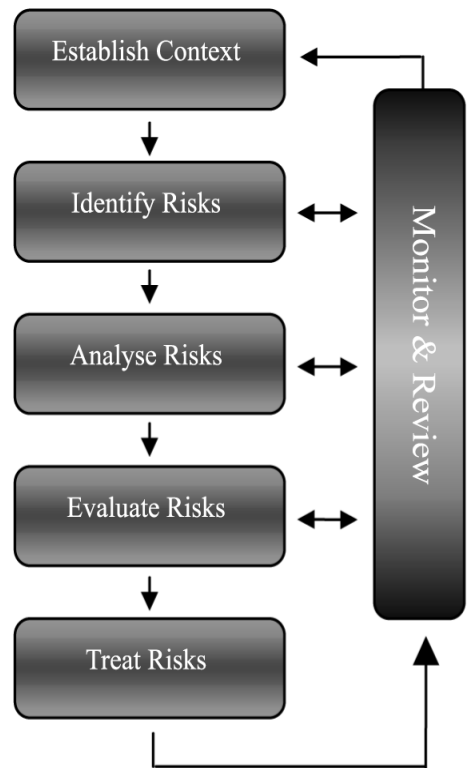 Establish Context
Identify Risks
Analyse Risks
Evaluate Risks
Treat Risks
Monitor & Review